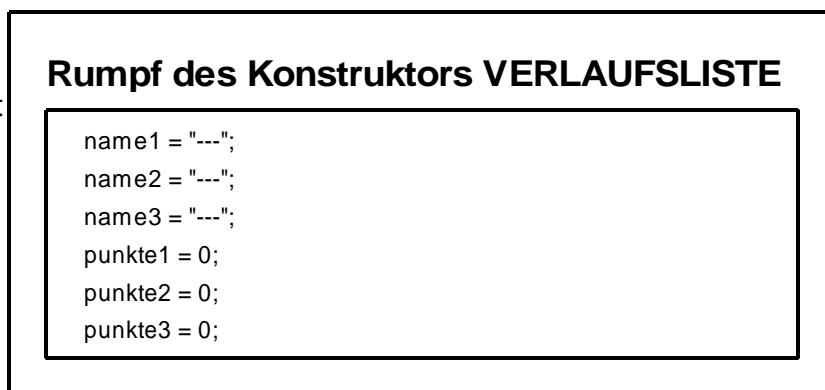 Rumpf des Konstruktors VERLAUFSLISTE
:
name1 = "---";
name2 = "---";
name3 = "---";
punkte1 = 0;
punkte2 = 0;
punkte3 = 0;